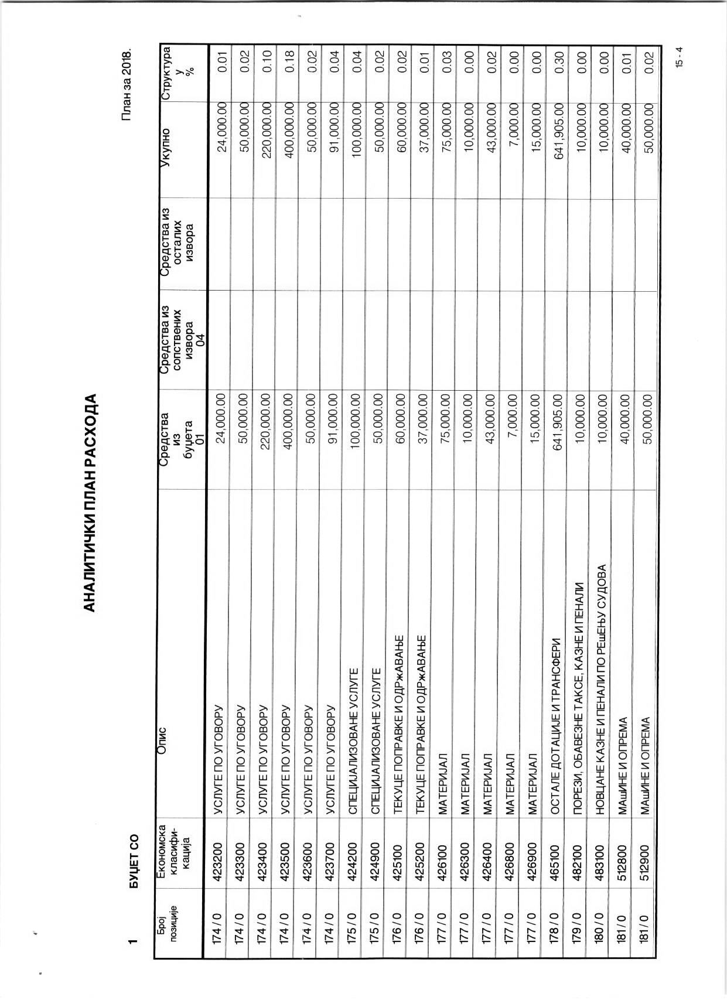 АНАЛИТИЧКИ ПЛАН РАСХОДА
План за 2018.
1 БУЏЕТ СО
Број позиције Економска класифи- кација Опис Средства из буџета 01 Средства из сопствених извора 04 Средства из осталих извора Укупно Структура у %
174 / 0 423200 УСЛУГЕ ПО УГОВОРУ 24,000.00 24,000.00 0.01
174 / 0 423300 УСЛУГЕ ПО УГОВОРУ 50,000.00 50,000.00 0.02
174 / 0 423400 УСЛУГЕ ПО УГОВОРУ 220,000.00 220,000.00 0.10
174 / 0 423500 УСЛУГЕ ПО УГОВОРУ 400,000.00 400,000.00 0.18
174 / 0 423600 УСЛУГЕ ПО УГОВОРУ 50,000.00 50,000.00 0.02
174 / 0 423700 УСЛУГЕ ПО УГОВОРУ 91,000.00 91,000.00 0.04
175 / 0 424200 СПЕЦИЈАЛИЗОВАНЕ УСЛУГЕ 100,000.00 100,000.00 0.04
175 / 0 424900 СПЕЦИЈАЛИЗОВАНЕ УСЛУГЕ 50,000.00 50,000.00 0.02
176 / 0 425100 ТЕКУЦЕ ПОПРАВКЕ И ОДРжАВАЊЕ 60,000.00 60,000.00 0.02
176 / 0 425200 ТЕКУЦЕ ПОПРАВКЕ И ОДРжАВАЊЕ 37,000.00 37,000.00 0.01
177 / 0 426100 МАТЕРИЈАЛ 75,000.00 75,000.00 0.03
177 / 0 426300 МАТЕРИЈАЛ 10,000.00 10,000.00 0.00
177 / 0 426400 МАТЕРИЈАЛ 43,000.00 43,000.00 0.02
177 / 0 426800 МАТЕРИЈАЛ 7,000.00 7,000.00 0.00
177 / 0 426900 МАТЕРИЈАЛ 15,000.00 15,000.00 0.00
178 / 0 465100 ОСТАЛЕ ДОТАЦИЈЕ И ТРАНСФЕРИ 641,905.00 641,905.00 0.30
179 / 0 482100 ПОРЕЗИ, ОБАВЕЗНЕ ТАКСЕ, КАЗНЕ И ПЕНАЛИ 10,000.00 10,000.00 0.00
180 / 0 483100 НОВЦАНЕ КАЗНЕ И ПЕНАЛИ ПО РЕшЕЊУ СУДОВА 10,000.00 10,000.00 0.00
181 / 0 512800 МАшИНЕ И ОПРЕМА 40,000.00 40,000.00 0.01
181 / 0 512900 МАшИНЕ И ОПРЕМА 50,000.00 50,000.00 0.02
15 - 4